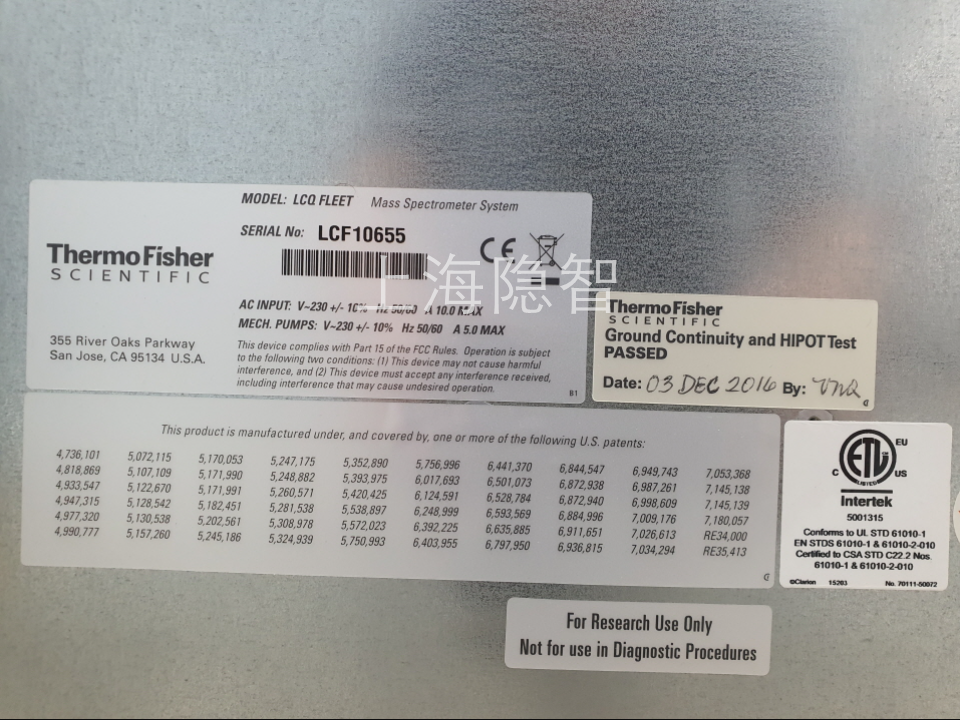 MODEL: LCQ FLEET Mass Spectrometer System
SERIAL No: LCF10655
ThermoFisher
SCIENTIFIC
CE
上海隐智
AC INPUT: V~230 +/- 10% Hz 50/60 A 10.0 MAX
MECH. PUMPS: V~230 +/- 10% Hz 50/60 A 5.0 MAX
355 River Oaks Parkway
San Jose, CA 95134 U.S.A.
This device complies with Part 15 of the FCC Rules. Operation is subject
to the following two conditions: (1) This device may not cause harmful
interference, and (2) This device must accept any interference received,
including interference that may cause undesired operation.
B1
ThermoFisher
SCIENTIFIC
Ground Continuity and HIPOT Test
PASSED
Date: 03 DEC 2016 By:
This product is manufactured under, and covered by, one or more of the following U.S. patents:
4,736,101 5,072,115 5,170,053 5,247,175 5,352,890 5,756,996 6,441,370 6,844,547 6,949,743 7,053,368
4,818,869 5,107,109 5,171,990 5,248,882 5,393,975 6,017,693 6,501,073 6,872,938 6,987,261 7,145,138
4,933,547 5,122,670 5,171,991 5,260,571 5,420,425 6,124,591 6,528,784 6,872,940 6,998,609 7,145,139
4,947,315 5,128,542 5,182,451 5,281,538 5,538,897 6,248,999 6,593,569 6,884,996 7,009,176 7,180,057
4,977,320 5,130,538 5,202,561 5,308,978 5,572,023 6,392,225 6,635,885 6,911,651 7,026,613 RE34,000
4,990,777 5,157,260 5,245,186 5,324,939 5,750,993 6,403,955 6,797,950 6,936,815 7,034,294 RE35,413
ETL EU
C US
LISTED
Intertek
5001315
Conforms to UL STD 61010-1
EN STDS 61010-1 & 61010-2-010
Certified to CSA STD C22.2 Nos.
61010-1 & 61010-2-010
©Clarion 15203 No. 70111-50072
For Research Use Only
Not for use in Diagnostic Procedures